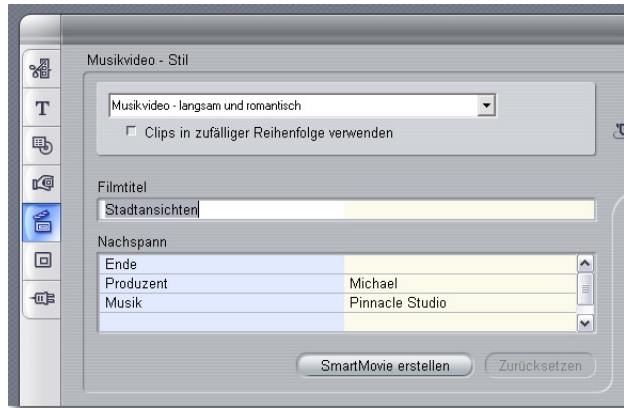 Musikvideo - Stil
Musikvideo - langsam und romantisch
Clips in zufälliger Reihenfolge verwenden
T
Filmtitel
Stadtansichten
Nachspann
Ende
Produzent Michael
Musik Pinnacle Studio
SmartMovie erstellen Zurücksetzen